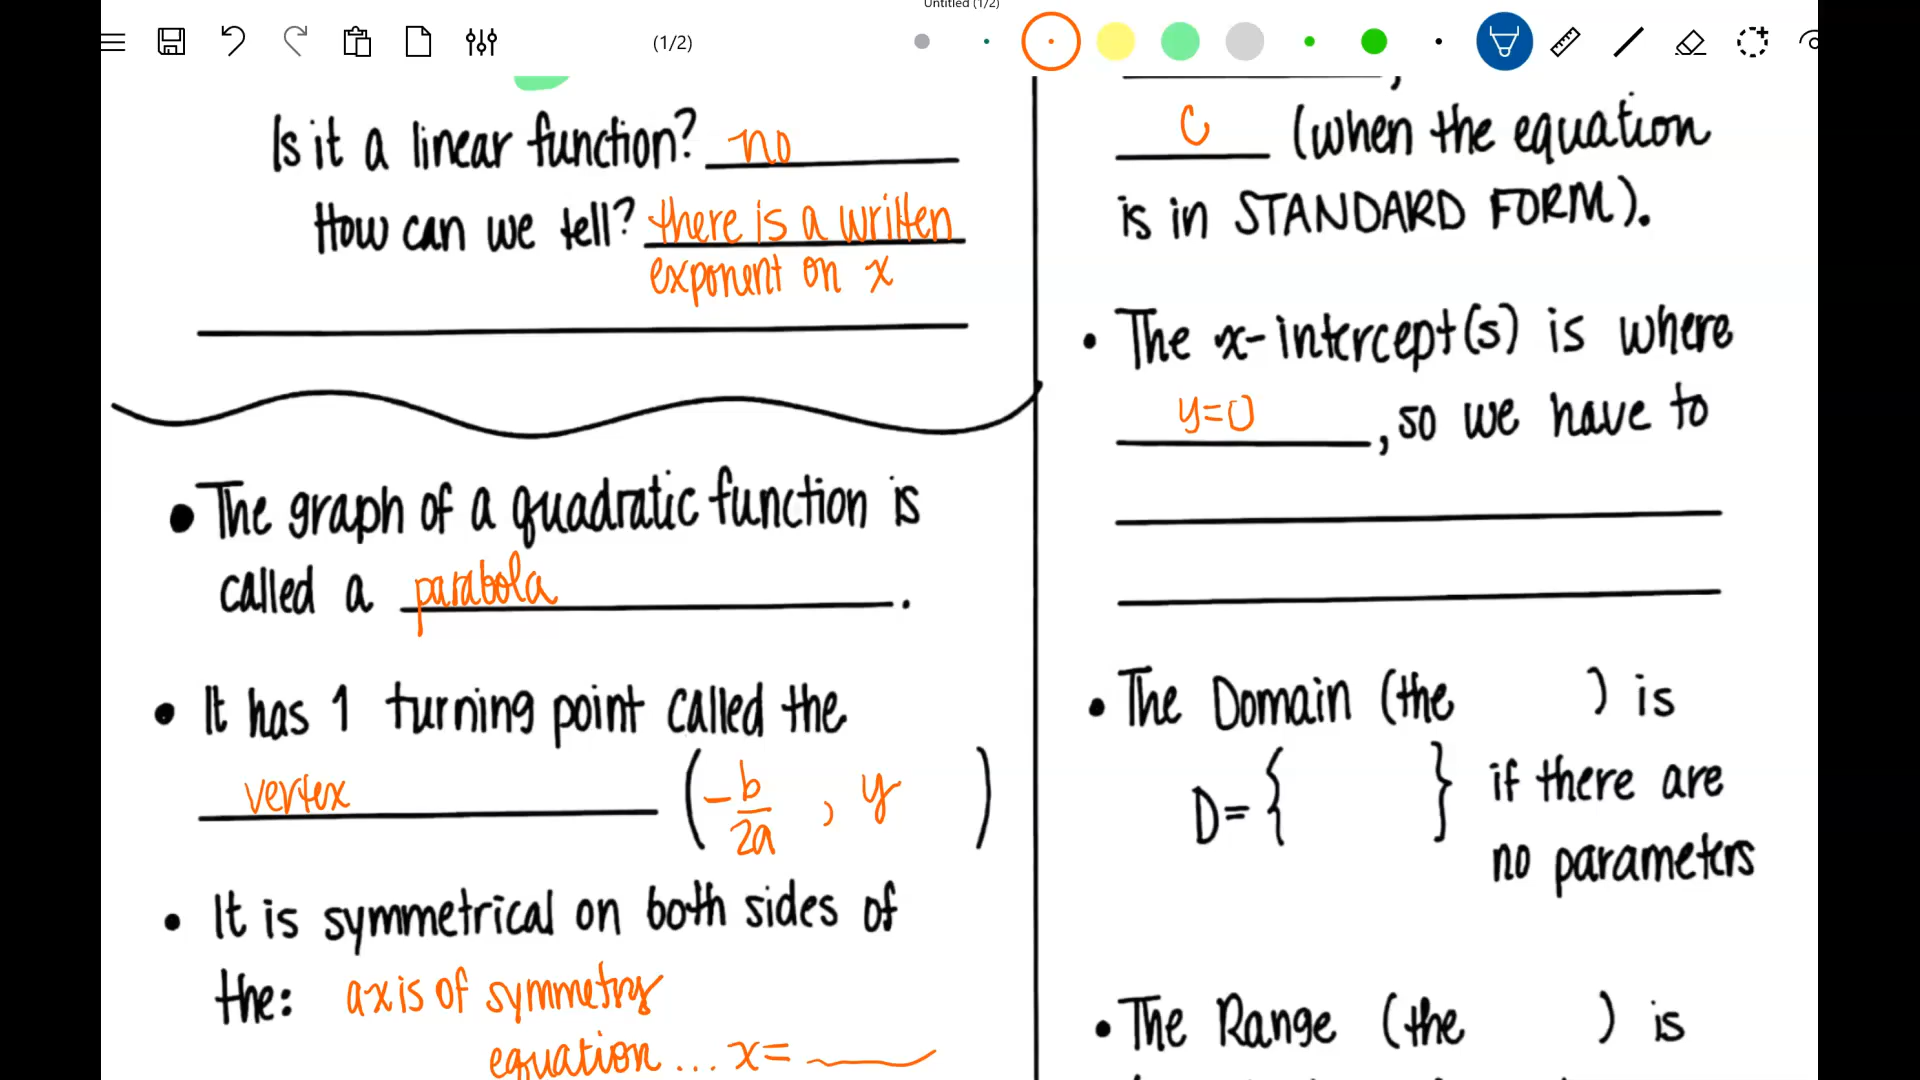 Untitled (1/2)
(1/2)
Is it a linear function? no
How can we tell? there is a written
exponent on x
• The graph of a quadratic function is
called a parabola.
• It has 1 turning point called the
vertex (-b/2a, y)
• It is symmetrical on both sides of
the: axis of symmetry
equation... x=
c (when the equation
is in STANDARD FORM).
• The x-intercept(s) is where
y=0, so we have to
• The Domain (the ) is
D= { } if there are
no parameters
• The Range (the ) is